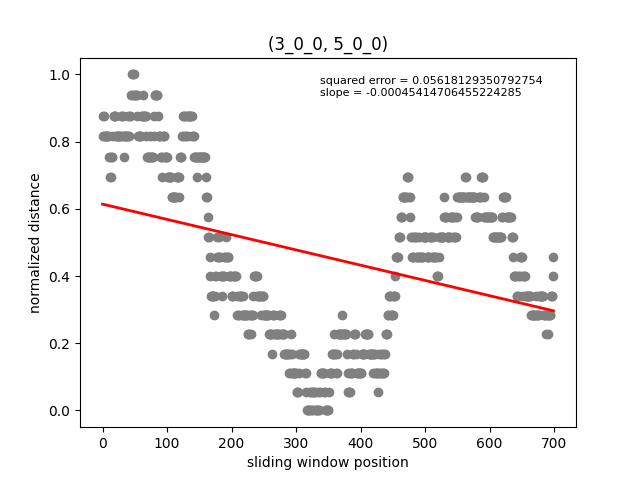 (3_0_0, 5_0_0)
squared error = 0.05618129350792754
slope = -0.00045414706455224285
normalized distance
1.0
0.8
0.6
0.4
0.2
0.0
0 100 200 300 400 500 600 700
sliding window position